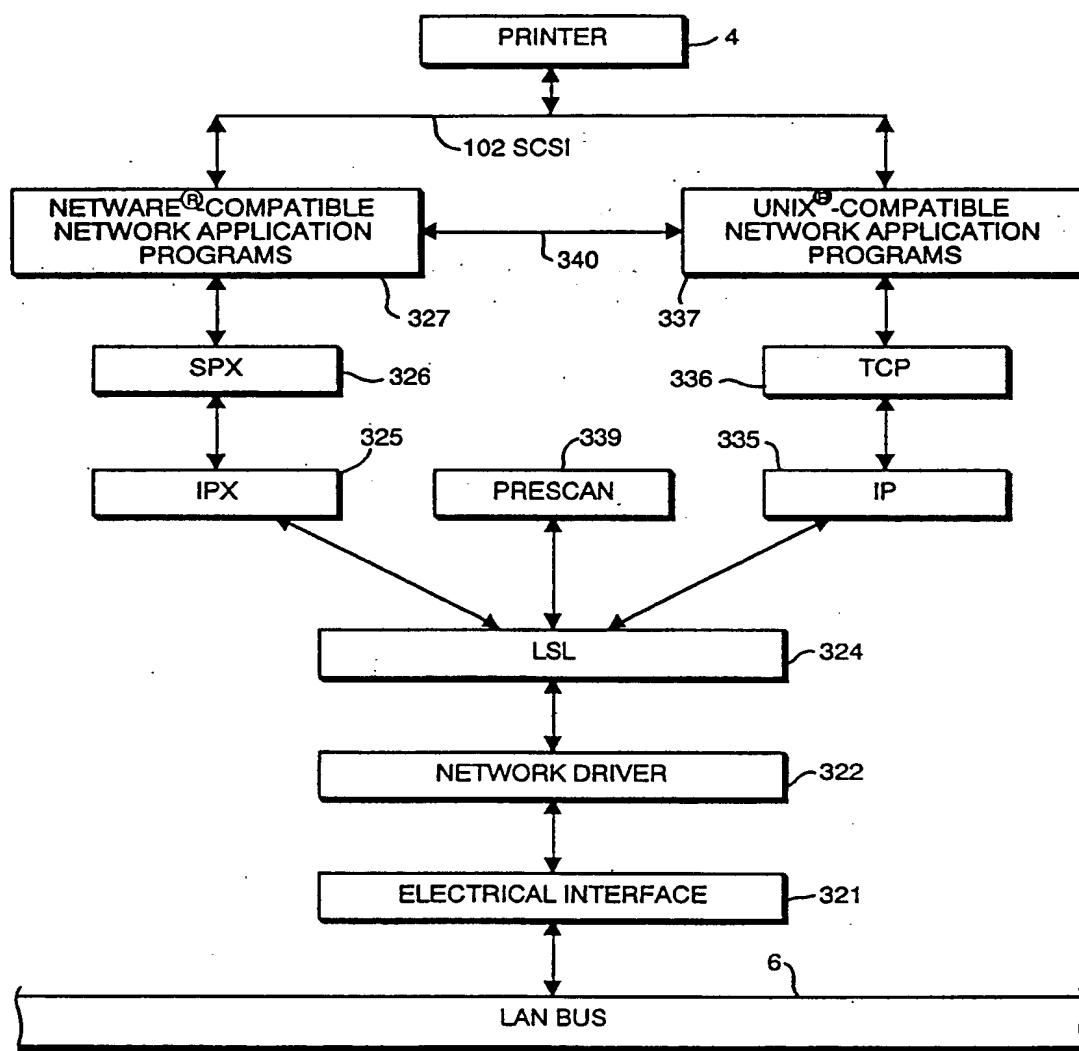 PRINTER
4
102 SCSI
NETWARE®-COMPATIBLE
NETWORK APPLICATION
PROGRAMS
UNIX®-COMPATIBLE
NETWORK APPLICATION
PROGRAMS
340
327
337
SPX
326
336
TCP
325
339
335
IPX
PRESCAN
IP
LSL
324
NETWORK DRIVER
322
ELECTRICAL INTERFACE
321
6
LAN BUS